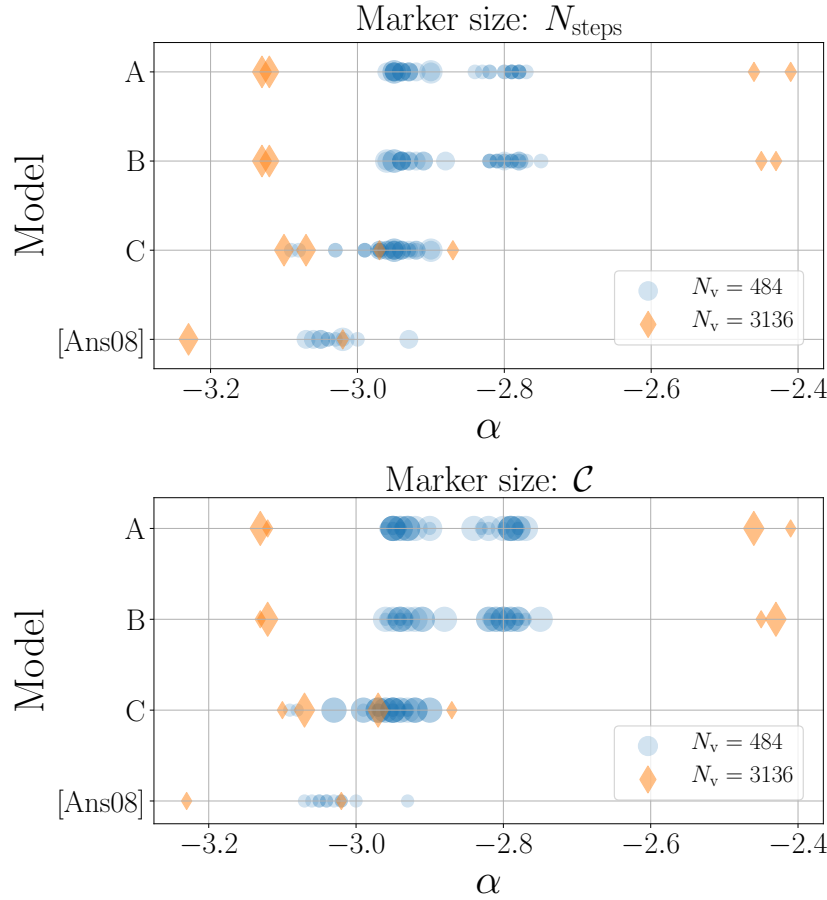 Marker size: N_steps
Model
A
B
C
[Ans08]
N_v = 484
N_v = 3136
−3.2 −3.0 −2.8 −2.6 −2.4
α
Marker size: 𝒞
Model
A
B
C
[Ans08]
N_v = 484
N_v = 3136
−3.2 −3.0 −2.8 −2.6 −2.4
α